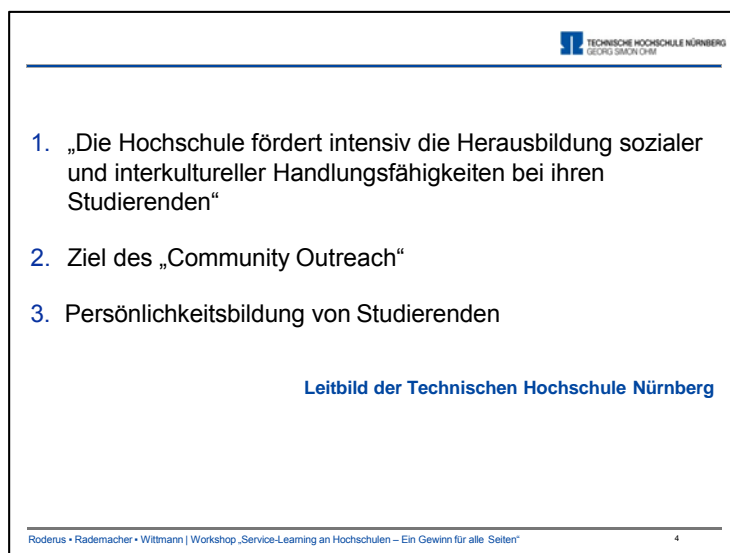 TECHNISCHE HOCHSCHULE NÜRNBERG
GEORG SIMON OHM
1. „Die Hochschule fördert intensiv die Herausbildung sozialer
und interkultureller Handlungsfähigkeiten bei ihren
Studierenden“
2. Ziel des „Community Outreach“
3. Persönlichkeitsbildung von Studierenden
Leitbild der Technischen Hochschule Nürnberg
Roderus • Rademacher • Wittmann | Workshop „Service-Learning an Hochschulen – Ein Gewinn für alle Seiten“ 4